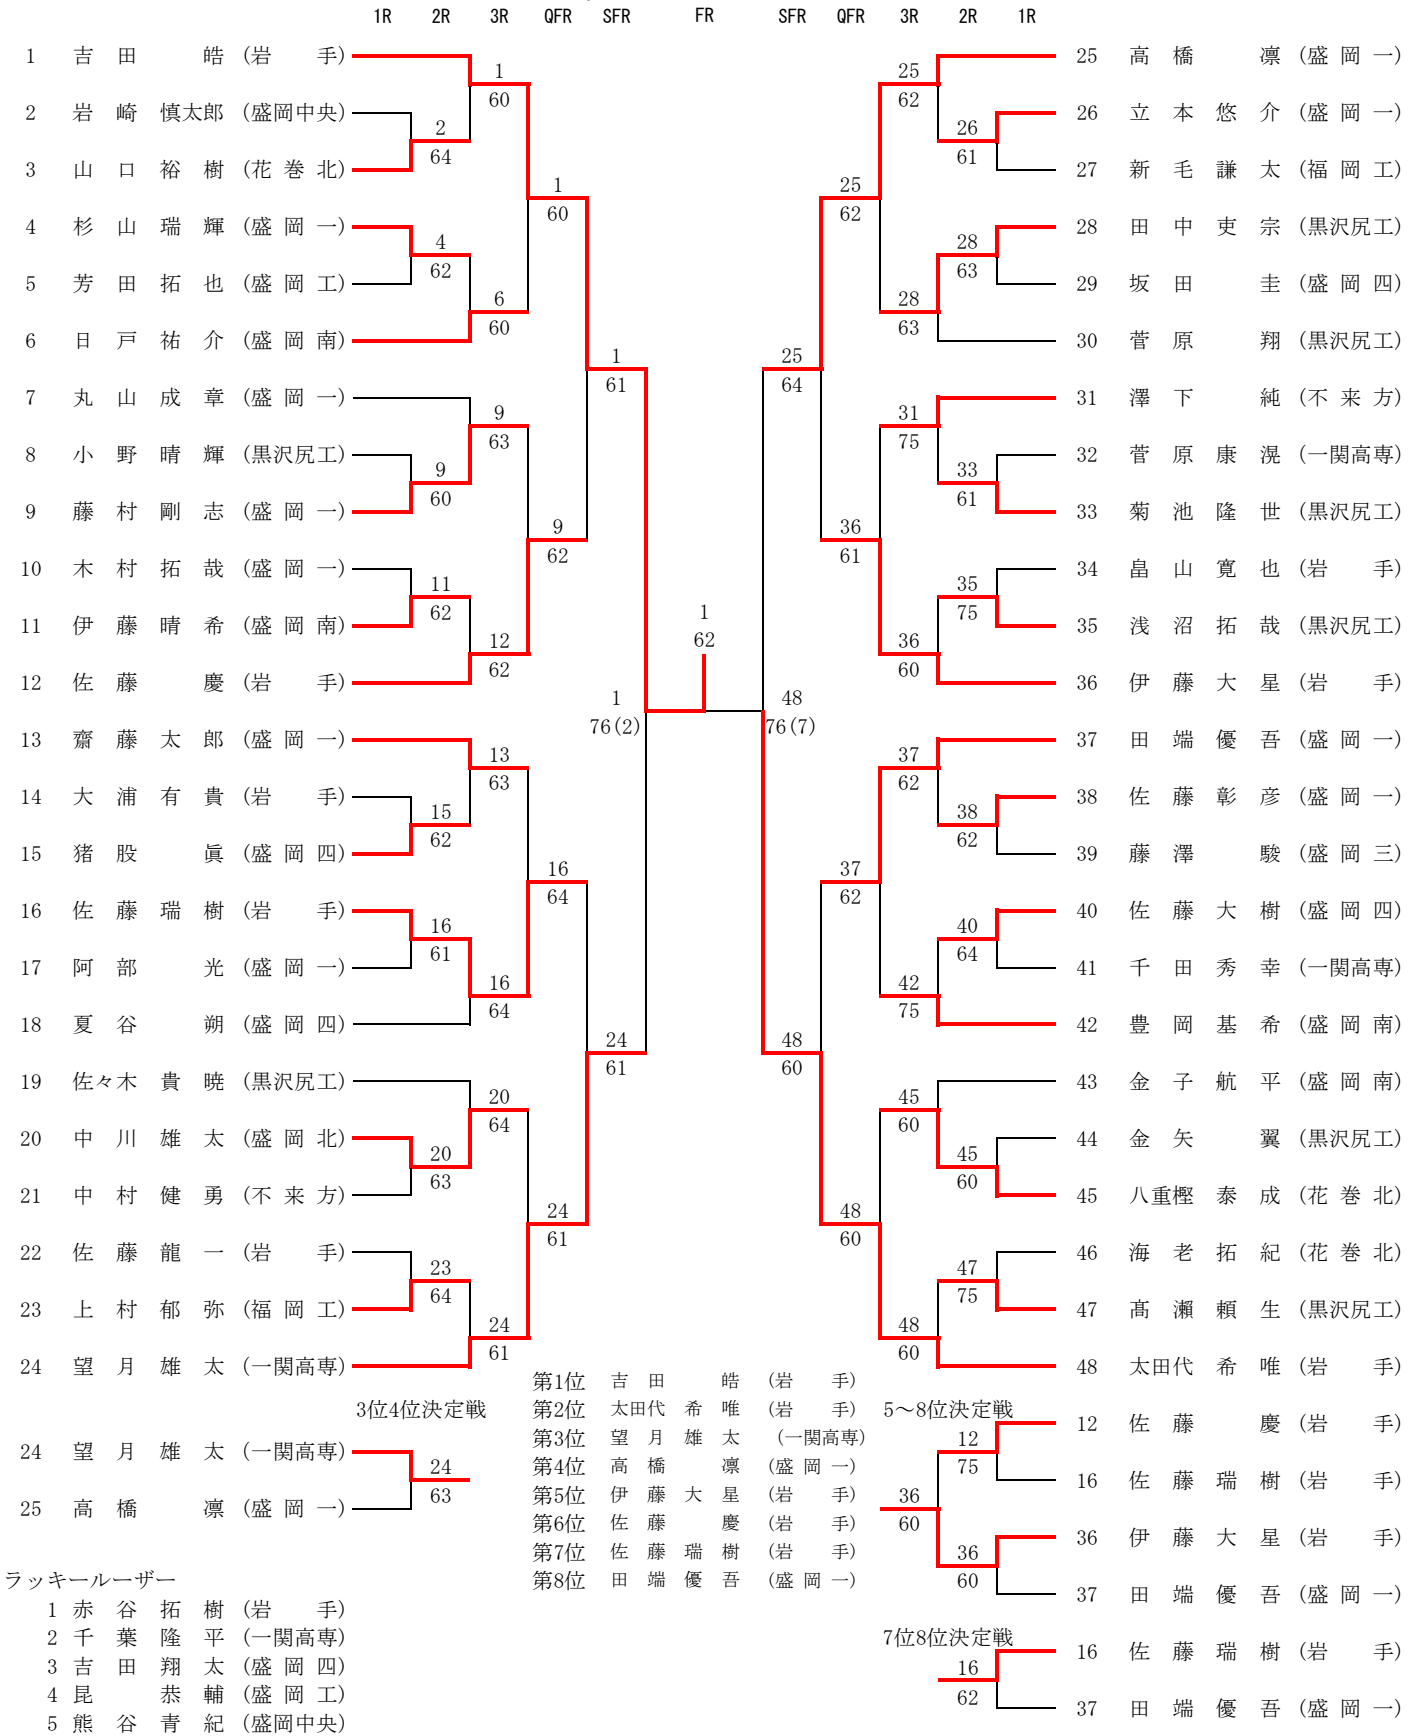 1R 2R 3R QFR SFR FR SFR QFR 3R 2R 1R
1 吉田 皓 (岩 手) 25 高橋 凛 (盛岡一)
1 25
60 62
2 岩崎 慎太郎 (盛岡中央) 26 立本悠介 (盛岡一)
2 26
64 61
3 山口裕樹 (花巻北) 27 新毛謙太 (福岡工)
1 25
60 62
4 杉山瑞輝 (盛岡一) 28 田中吏宗 (黒沢尻工)
4 28
62 63
5 芳田拓也 (盛岡工) 29 坂田 圭 (盛岡四)
6 28
60 63
6 日戸祐介 (盛岡南) 30 菅原 翔 (黒沢尻工)
1 25
61 64
7 丸山成章 (盛岡一) 31 澤下 純 (不来方)
9 31
63 75
8 小野晴輝 (黒沢尻工) 32 菅原康滉 (一関高専)
9 33
60 61
9 藤村剛志 (盛岡一) 33 菊池隆世 (黒沢尻工)
9 36
62 61
10 木村拓哉 (盛岡一) 34 畠山寛也 (岩 手)
11 35
62 75
11 伊藤晴希 (盛岡南) 1 35 浅沼拓哉 (黒沢尻工)
12 62 36
62 60
12 佐藤 慶 (岩 手) 36 伊藤大星 (岩 手)
1 48
76(2) 76(7)
13 齋藤太郎 (盛岡一) 37 田端優吾 (盛岡一)
13 37
63 62
14 大浦有貴 (岩 手) 38 佐藤彰彦 (盛岡一)
15 38
62 62
15 猪股 眞 (盛岡四) 39 藤澤 駿 (盛岡三)
16 37
64 62
16 佐藤瑞樹 (岩 手) 40 佐藤大樹 (盛岡四)
16 40
61 64
17 阿部 光 (盛岡一) 41 千田秀幸 (一関高専)
16 42
64 75
18 夏谷 朔 (盛岡四) 42 豊岡基希 (盛岡南)
24 48
61 60
19 佐々木 貴暁 (黒沢尻工) 43 金子航平 (盛岡南)
20 45
64 60
20 中川雄太 (盛岡北) 44 金矢 翼 (黒沢尻工)
20 45
63 60
21 中村健勇 (不来方) 45 八重樫 泰成 (花巻北)
24 48
61 60
22 佐藤龍一 (岩 手) 46 海老拓紀 (花巻北)
23 47
64 75
23 上村郁弥 (福岡工) 47 髙瀬頼生 (黒沢尻工)
24 48
61 60
24 望月雄太 (一関高専) 48 太田代 希唯 (岩 手)
第1位 吉田 皓 (岩 手)
3位4位決定戦 第2位 太田代 希唯 (岩 手) 5～8位決定戦
12 佐藤 慶 (岩 手)
24 望月雄太 (一関高専) 第3位 望月雄太 (一関高専) 12
24 第4位 高橋 凛 (盛岡一) 75
63 16 佐藤瑞樹 (岩 手)
25 高橋 凛 (盛岡一) 第5位 伊藤大星 (岩 手) 36
第6位 佐藤 慶 (岩 手) 60
36 伊藤大星 (岩 手)
第7位 佐藤瑞樹 (岩 手) 36
第8位 田端優吾 (盛岡一) 60
37 田端優吾 (盛岡一)
ラッキールーザー
1 赤谷拓樹 (岩 手)
2 千葉隆平 (一関高専) 7位8位決定戦
16 佐藤瑞樹 (岩 手)
3 吉田翔太 (盛岡四) 16
4 昆 恭輔 (盛岡工) 62
37 田端優吾 (盛岡一)
5 熊谷青紀 (盛岡中央)